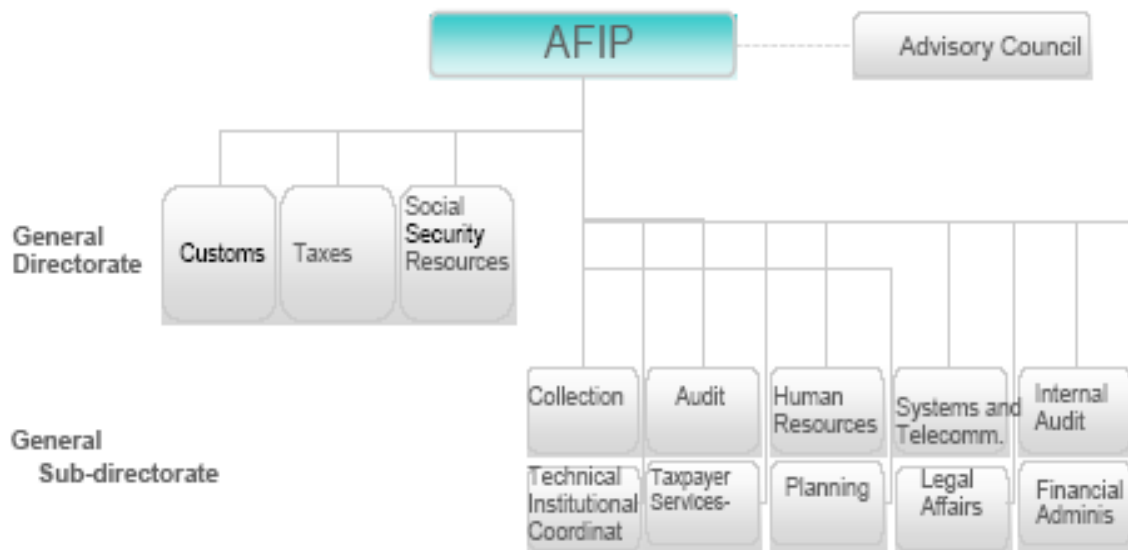 AFIP
Advisory Council
General
Directorate
Customs
Taxes
Social
Security
Resources
General
Sub-directorate
Collection
Audit
Human
Resources
Systems and
Telecomm.
Internal
Audit
Technical
Institutional
Coordinat
Taxpayer
Services-
Planning
Legal
Affairs
Financial
Adminis